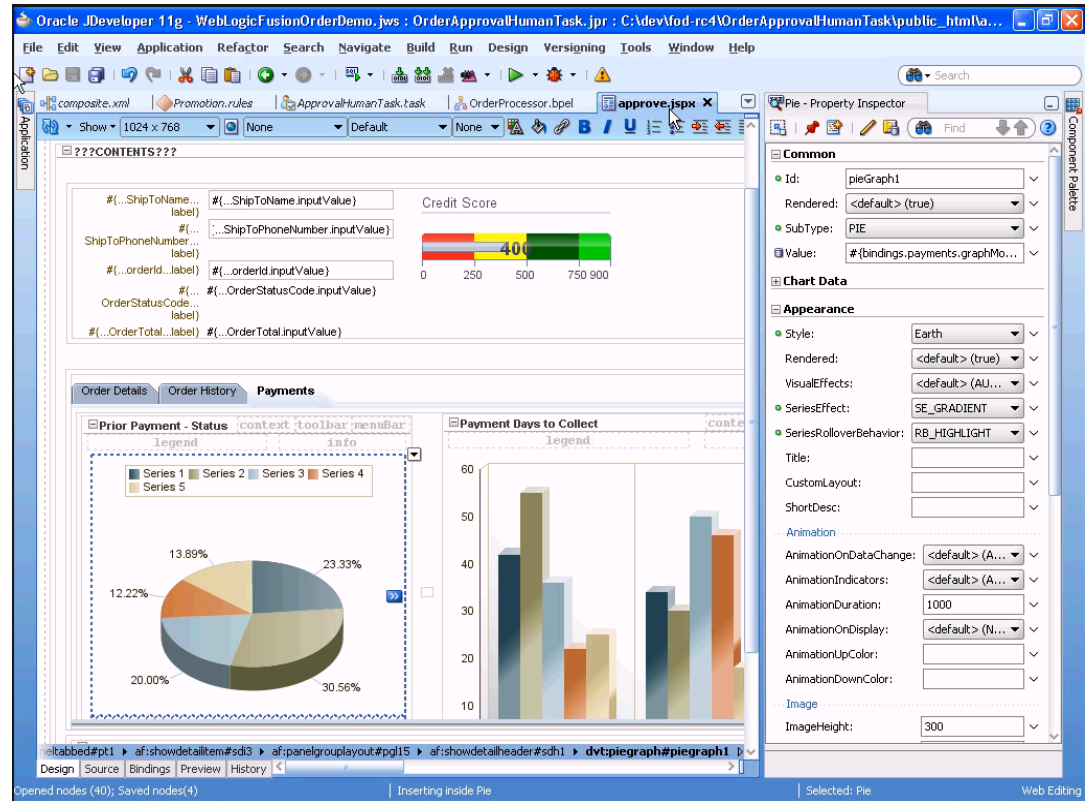 Oracle JDeveloper 11g - WebLogicFusionOrderDemo.jws : OrderApprovalHumanTask.jpr : C:\dev\fod-rc4\OrderApprovalHumanTask\public_html\a...
File Edit View Application Refactor Search Navigate Build Run Design Versioning Tools Window Help
Search
composite.xml Promotion.rules ApprovalHumanTask.task OrderProcessor.bpel approve.jspx
Show 1024 x 768 None Default None B I U
Application
???CONTENTS???
#{...ShipToName...
label}
#{...ShipToName.inputValue}
#{...
ShipToPhoneNumber...
label}
...ShipToPhoneNumber.inputValue}
#{...orderId...label} #{...orderId.inputValue}
#{...
OrderStatusCode...
label}
#{...OrderStatusCode.inputValue}
#{...OrderTotal...label} #{...OrderTotal.inputValue}
Credit Score
400
0 250 500 750 900
Order Details Order History Payments
Prior Payment - Status context toolbar menuBar
legend info
Series 1 Series 2 Series 3 Series 4
Series 5
13.89%
23.33%
12.22%
20.00%
30.56%
Payment Days to Collect conte
legend
60
50
40
30
20
10
neltabbed#pt1 af:showdetailitem#sdi3 af:panelgrouplayout#pgl15 af:showdetailheader#sdh1 dvt:piegraph#piegraph1
Design Source Bindings Preview History
Pie - Property Inspector
Find
Component Palette
Common
Id: pieGraph1
Rendered: <default> (true)
SubType: PIE
Value: #{bindings.payments.graphMo...
Chart Data
Appearance
Style: Earth
Rendered: <default> (true)
VisualEffects: <default> (AU...
SeriesEffect: SE_GRADIENT
SeriesRolloverBehavior: RB_HIGHLIGHT
Title:
CustomLayout:
ShortDesc:
Animation
AnimationOnDataChange: <default> (A...
AnimationIndicators: <default> (A...
AnimationDuration: 1000
AnimationOnDisplay: <default> (N...
AnimationUpColor:
AnimationDownColor:
Image
ImageHeight: 300
Opened nodes (40); Saved nodes(4) Inserting inside Pie Selected: Pie Web Editing